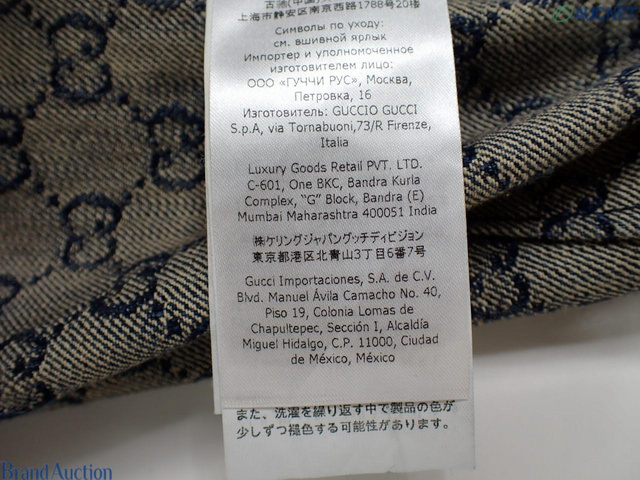 上海市静安区南京西路1788号20楼
Символы по уходу:
см. вшивной ярлык
Импортер и уполномоченное
изготовителем лицо:
ООО «ГУЧЧИ РУС», Москва,
Петровка, 16
Изготовитель: GUCCIO GUCCI
S.p.A, via Tornabuoni,73/R Firenze,
Italia
Luxury Goods Retail PVT. LTD.
C-601, One BKC, Bandra Kurla
Complex, "G" Block, Bandra (E)
Mumbai Maharashtra 400051 India
㈱ケリングジャパングッチディビジョン
東京都港区北青山3丁目6番7号
Gucci Importaciones, S.A. de C.V.
Blvd. Manuel Ávila Camacho No. 40,
Piso 19, Colonia Lomas de
Chapultepec, Sección I, Alcaldía
Miguel Hidalgo, C.P. 11000, Ciudad
de México, México
また、洗濯を繰り返す中で製品の色が
少しずつ褪色する可能性があります。
Brand Auction